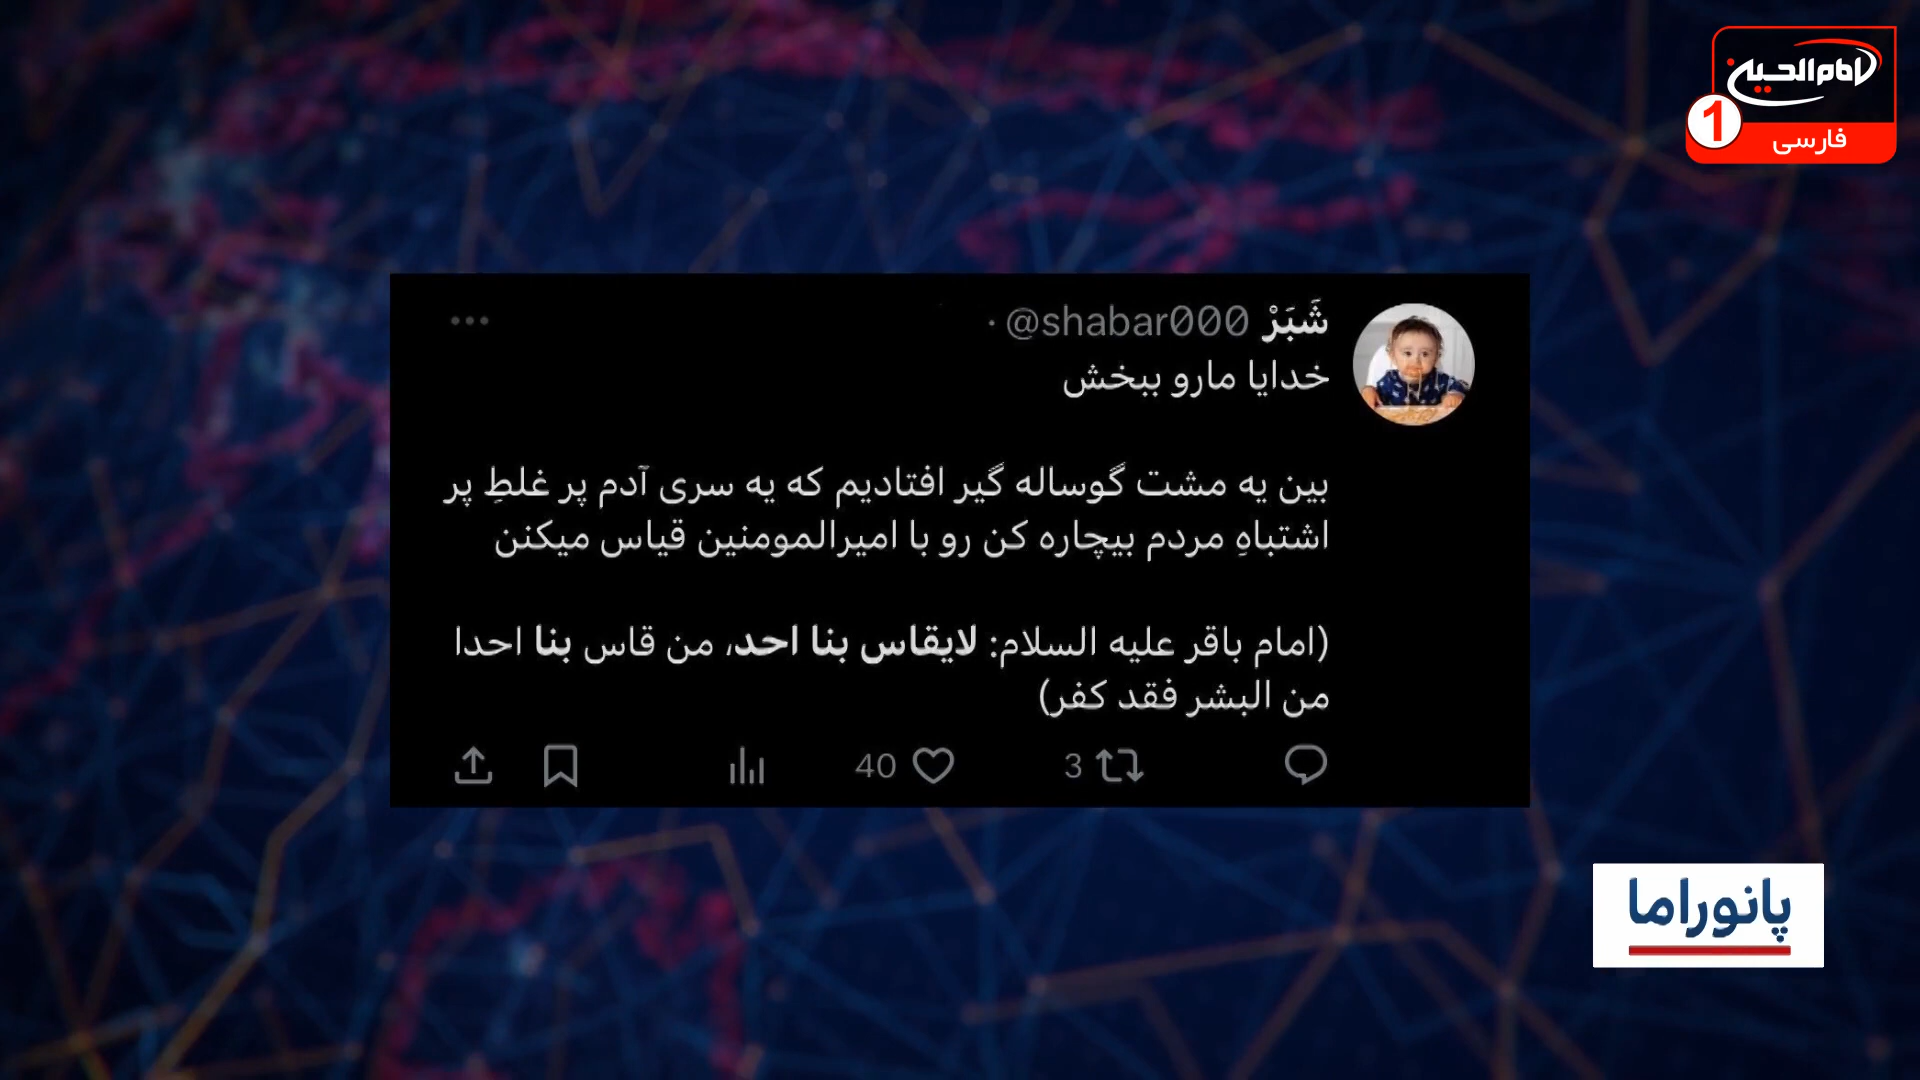 امام الحسین
1
فارسی
شَبَرْ @shabar000 ·
خدایا مارو ببخش
بین یه مشت گوساله گیر افتادیم که یه سری آدم پر غلطِ پر
اشتباهِ مردم بیچاره کن رو با امیرالمومنین قیاس میکنن
(امام باقر علیه السلام: لایقاس بنا احد، من قاس بنا احدا
من البشر فقد کفر)
3
40
پانوراما